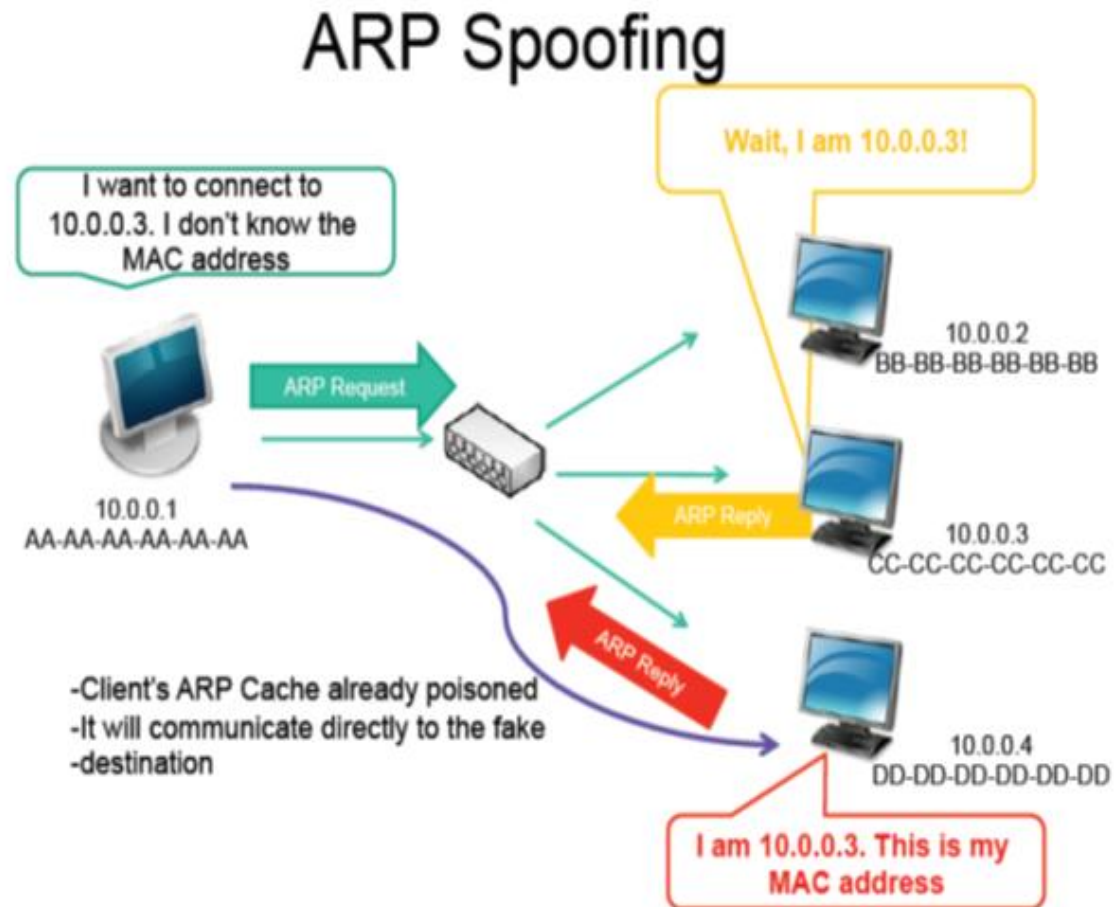 ARP Spoofing
Wait, I am 10.0.0.3!
I want to connect to
10.0.0.3. I don't know the
MAC address
10.0.0.2
BB-BB-BB-BB-BB-BB
ARP Request
10.0.0.1
AA-AA-AA-AA-AA-AA
ARP Reply
10.0.0.3
CC-CC-CC-CC-CC-CC
ARP Reply
-Client's ARP Cache already poisoned
-It will communicate directly to the fake
-destination
10.0.0.4
DD-DD-DD-DD-DD-DD
I am 10.0.0.3. This is my
MAC address